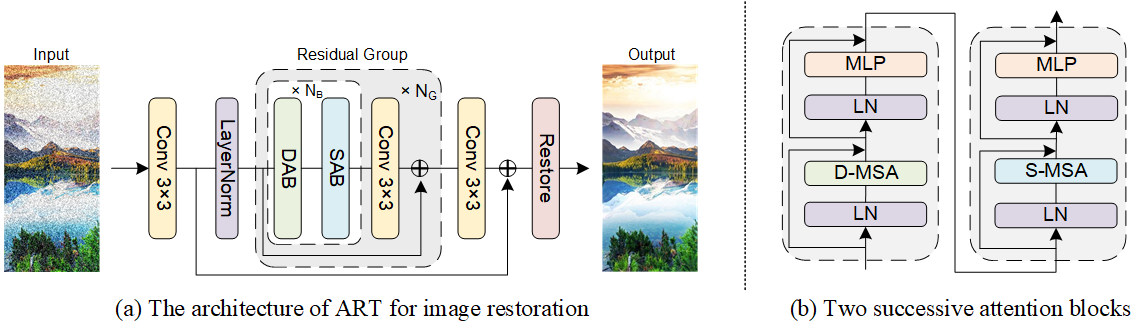 Input
Residual Group
Output
× N_B
× N_G
Conv 3×3
LayerNorm
DAB
SAB
Conv 3×3
Conv 3×3
Restore
(a) The architecture of ART for image restoration
MLP
LN
D-MSA
LN
MLP
LN
S-MSA
LN
(b) Two successive attention blocks